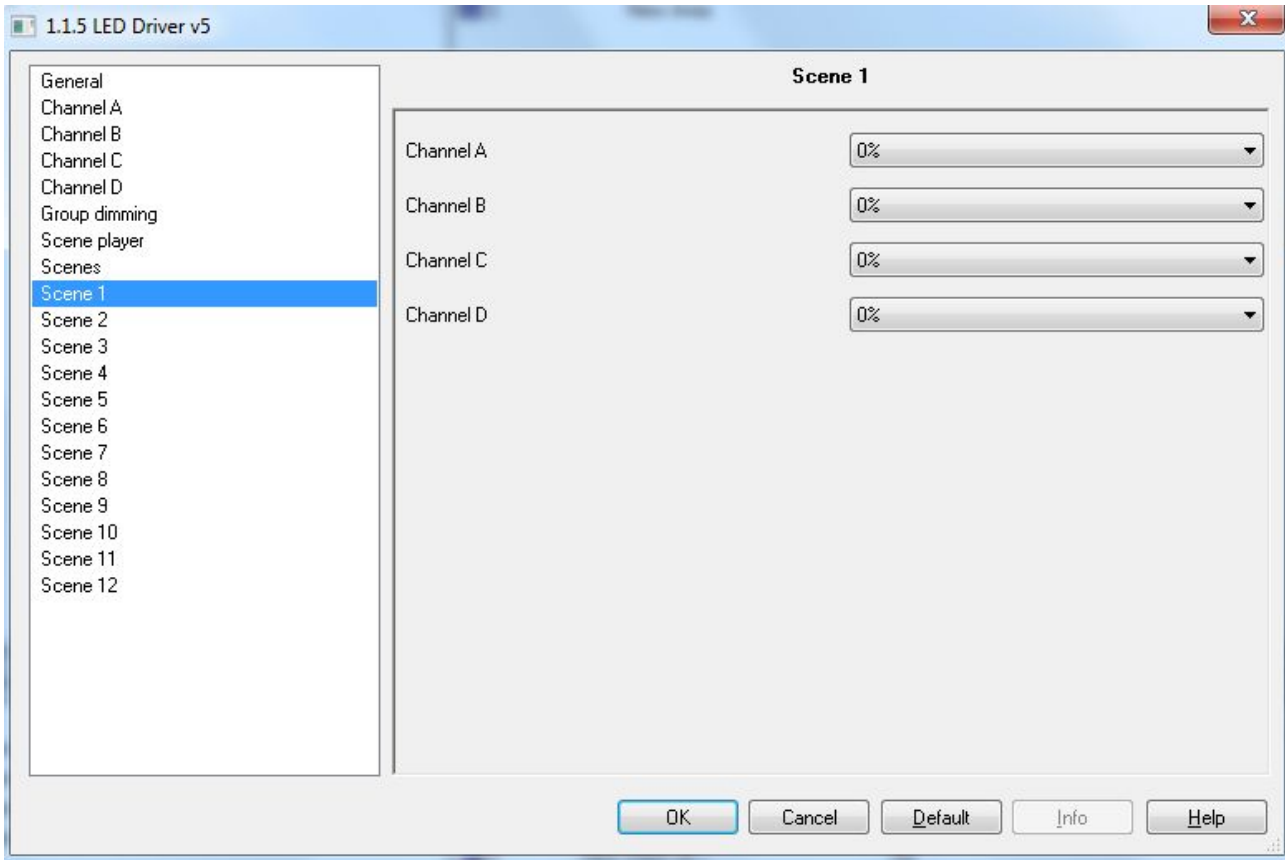 1.1.5 LED Driver v5
General
Channel A
Channel B
Channel C
Channel D
Group dimming
Scene player
Scenes
Scene 1
Scene 2
Scene 3
Scene 4
Scene 5
Scene 6
Scene 7
Scene 8
Scene 9
Scene 10
Scene 11
Scene 12
Scene 1
Channel A 0%
Channel B 0%
Channel C 0%
Channel D 0%
OK Cancel Default Info Help